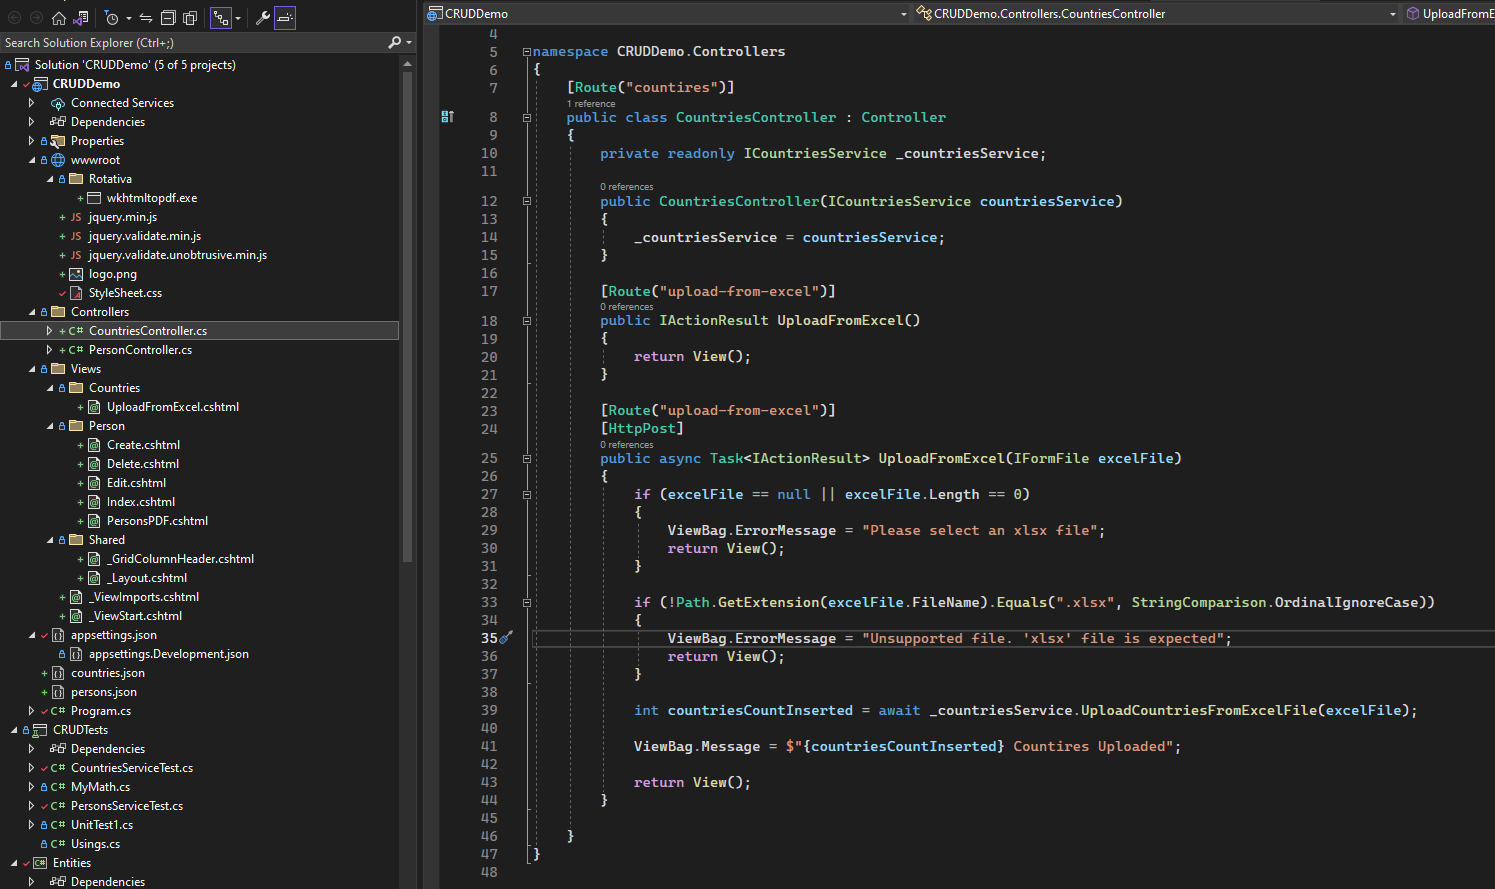 Search Solution Explorer (Ctrl+;)
Solution 'CRUDDemo' (5 of 5 projects)
CRUDDemo
Connected Services
Dependencies
Properties
wwwroot
Rotativa
wkhtmltopdf.exe
JS jquery.min.js
JS jquery.validate.min.js
JS jquery.validate.unobtrusive.min.js
logo.png
StyleSheet.css
Controllers
C# CountriesController.cs
C# PersonController.cs
Views
Countries
UploadFromExcel.cshtml
Person
Create.cshtml
Delete.cshtml
Edit.cshtml
Index.cshtml
PersonsPDF.cshtml
Shared
_GridColumnHeader.cshtml
_Layout.cshtml
_ViewImports.cshtml
_ViewStart.cshtml
appsettings.json
appsettings.Development.json
countries.json
persons.json
C# Program.cs
CRUDTests
Dependencies
C# CountriesServiceTest.cs
C# MyMath.cs
C# PersonsServiceTest.cs
C# UnitTest1.cs
C# Usings.cs
C# Entities
Dependencies
CRUDDemo
CRUDDemo.Controllers.CountriesController
UploadFromE
4
5 namespace CRUDDemo.Controllers
6 {
7 [Route("countires")]
1 reference
8 public class CountriesController : Controller
9 {
10 private readonly ICountriesService _countriesService;
11
0 references
12 public CountriesController(ICountriesService countriesService)
13 {
14 _countriesService = countriesService;
15 }
16
17 [Route("upload-from-excel")]
0 references
18 public IActionResult UploadFromExcel()
19 {
20 return View();
21 }
22
23 [Route("upload-from-excel")]
24 [HttpPost]
0 references
25 public async Task<IActionResult> UploadFromExcel(IFormFile excelFile)
26 {
27 if (excelFile == null || excelFile.Length == 0)
28 {
29 ViewBag.ErrorMessage = "Please select an xlsx file";
30 return View();
31 }
32
33 if (!Path.GetExtension(excelFile.FileName).Equals(".xlsx", StringComparison.OrdinalIgnoreCase))
34 {
35 ViewBag.ErrorMessage = "Unsupported file. 'xlsx' file is expected";
36 return View();
37 }
38
39 int countriesCountInserted = await _countriesService.UploadCountriesFromExcelFile(excelFile);
40
41 ViewBag.Message = $"{countriesCountInserted} Countires Uploaded";
42
43 return View();
44 }
45
46 }
47 }
48